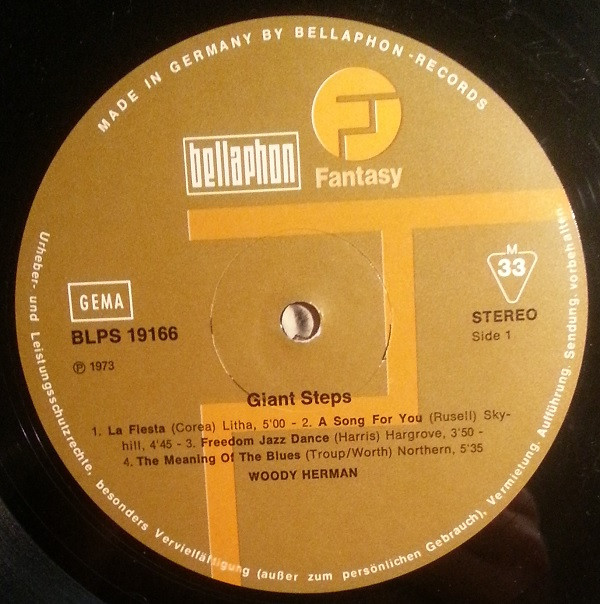 MADE IN GERMANY BY BELLAPHON-RECORDS
bellaphon
Fantasy
GEMA
BLPS 19166
Ⓟ 1973
M
33
STEREO
Side 1
Giant Steps
1. La Fiesta (Corea) Litha, 5'00 - 2. A Song For You (Rusell) Sky-
hill, 4'45 - 3. Freedom Jazz Dance (Harris) Hargrove, 3'50 -
4. The Meaning Of The Blues (Troup/Worth) Northern, 5'35
WOODY HERMAN
Urheber- und Leistungsschutzrechte, besonders Vervielfältigung (außer zum persönlichen Gebrauch), Vermietung, Aufführung, Sendung, vorbehalten